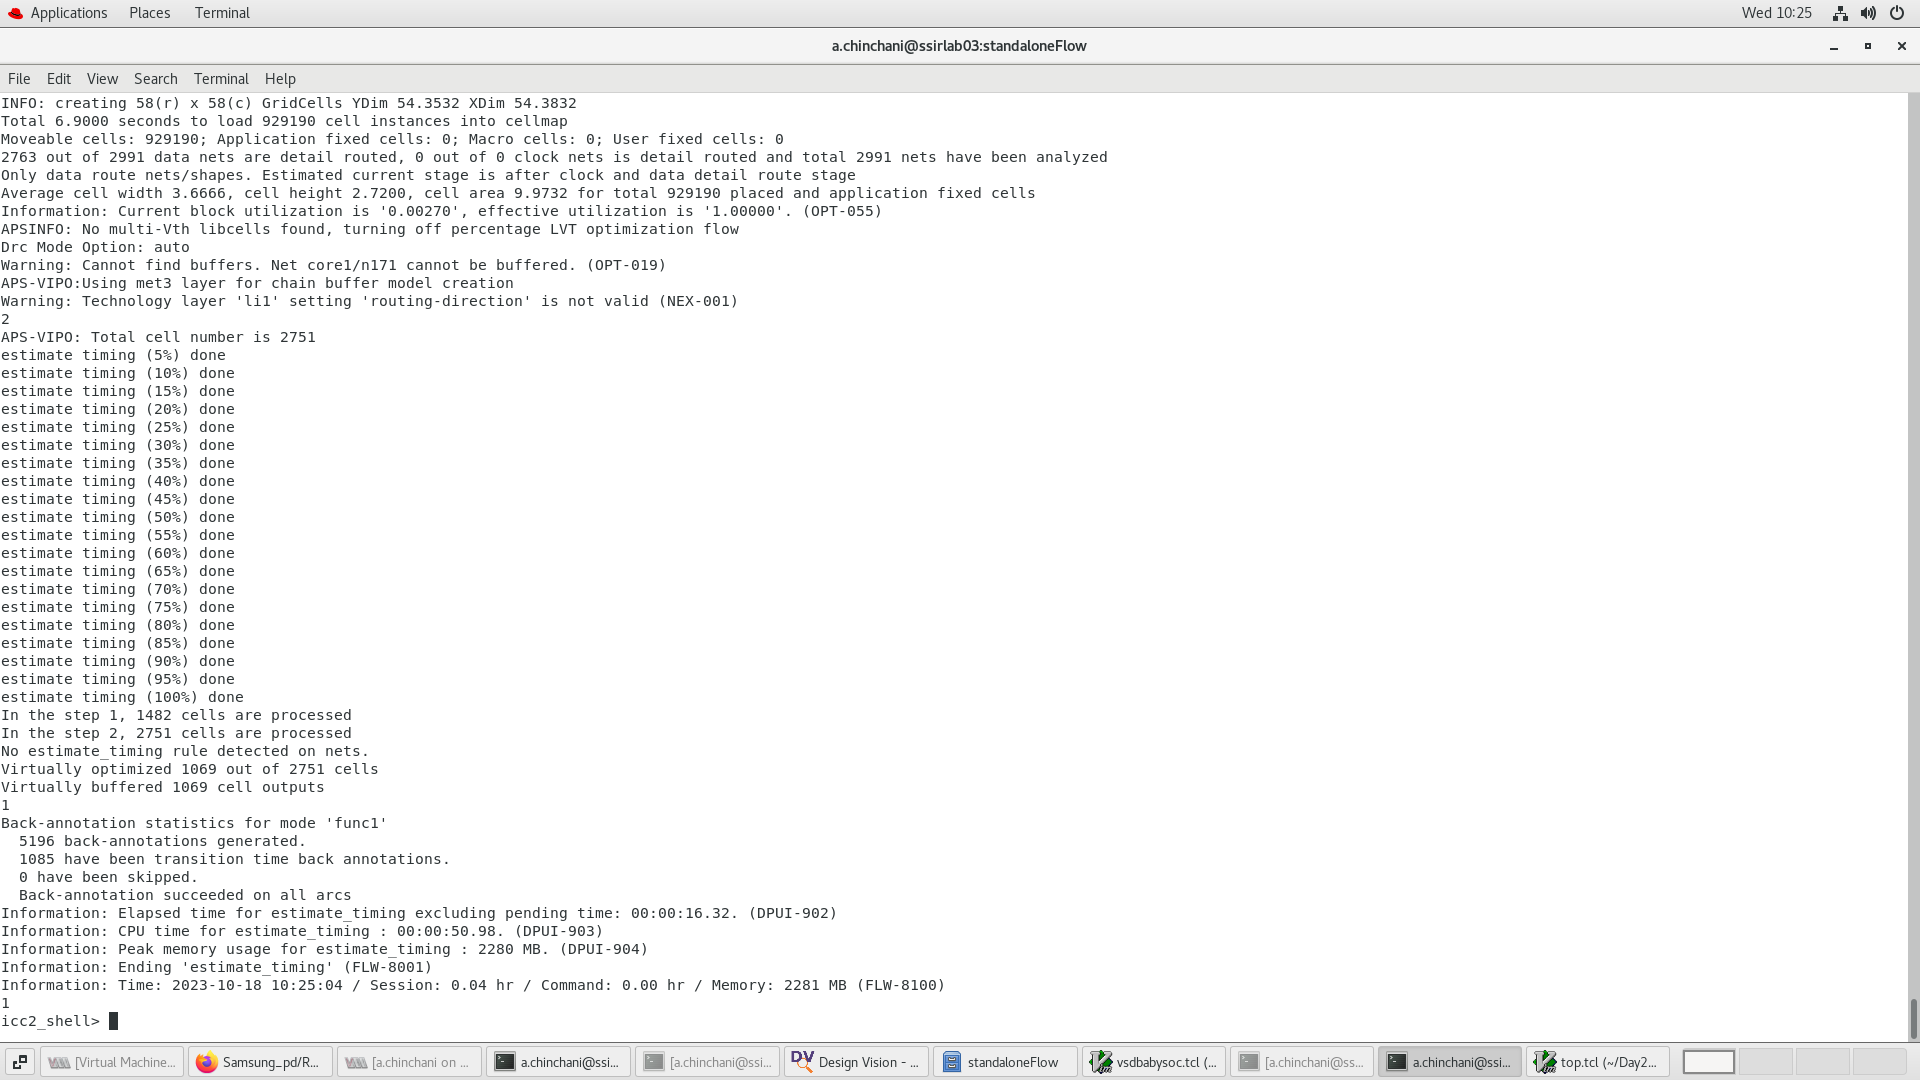 Applications Places Terminal Wed 10:25
a.chinchani@ssirlab03:standaloneFlow
File Edit View Search Terminal Help
INFO: creating 58(r) x 58(c) GridCells YDim 54.3532 XDim 54.3832
Total 6.9000 seconds to load 929190 cell instances into cellmap
Moveable cells: 929190; Application fixed cells: 0; Macro cells: 0; User fixed cells: 0
2763 out of 2991 data nets are detail routed, 0 out of 0 clock nets is detail routed and total 2991 nets have been analyzed
Only data route nets/shapes. Estimated current stage is after clock and data detail route stage
Average cell width 3.6666, cell height 2.7200, cell area 9.9732 for total 929190 placed and application fixed cells
Information: Current block utilization is '0.00270', effective utilization is '1.00000'. (OPT-055)
APSINFO: No multi-Vth libcells found, turning off percentage LVT optimization flow
Drc Mode Option: auto
Warning: Cannot find buffers. Net core1/n171 cannot be buffered. (OPT-019)
APS-VIPO:Using met3 layer for chain buffer model creation
Warning: Technology layer 'li1' setting 'routing-direction' is not valid (NEX-001)
2
APS-VIPO: Total cell number is 2751
estimate timing (5%) done
estimate timing (10%) done
estimate timing (15%) done
estimate timing (20%) done
estimate timing (25%) done
estimate timing (30%) done
estimate timing (35%) done
estimate timing (40%) done
estimate timing (45%) done
estimate timing (50%) done
estimate timing (55%) done
estimate timing (60%) done
estimate timing (65%) done
estimate timing (70%) done
estimate timing (75%) done
estimate timing (80%) done
estimate timing (85%) done
estimate timing (90%) done
estimate timing (95%) done
estimate timing (100%) done
In the step 1, 1482 cells are processed
In the step 2, 2751 cells are processed
No estimate_timing rule detected on nets.
Virtually optimized 1069 out of 2751 cells
Virtually buffered 1069 cell outputs
1
Back-annotation statistics for mode 'func1'
  5196 back-annotations generated.
  1085 have been transition time back annotations.
  0 have been skipped.
  Back-annotation succeeded on all arcs
Information: Elapsed time for estimate_timing excluding pending time: 00:00:16.32. (DPUI-902)
Information: CPU time for estimate_timing : 00:00:50.98. (DPUI-903)
Information: Peak memory usage for estimate_timing : 2280 MB. (DPUI-904)
Information: Ending 'estimate_timing' (FLW-8001)
Information: Time: 2023-10-18 10:25:04 / Session: 0.04 hr / Command: 0.00 hr / Memory: 2281 MB (FLW-8100)
1
icc2_shell>
[Virtual Machine... Samsung_pd/R... [a.chinchani on ... a.chinchani@ssi... [a.chinchani@ssi... DV Design Vision - ... standaloneFlow vsdbabysoc.tcl (... [a.chinchani@ss... a.chinchani@ssi... top.tcl (~/Day2...